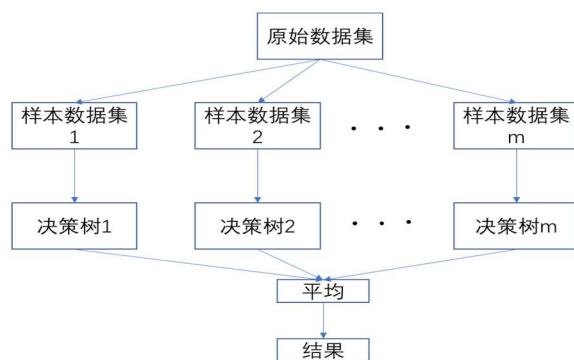 原始数据集
样本数据集
1
样本数据集
2
· · ·
样本数据集
m
决策树1
决策树2
· · ·
决策树m
平均
结果